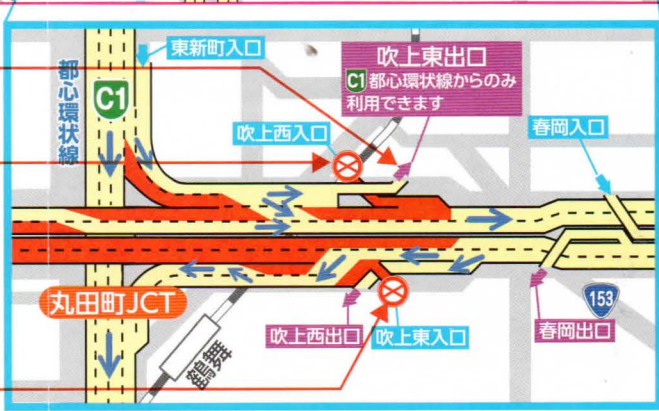 東新町入口
都心環状線
C1
吹上東出口
C1 都心環状線からのみ
利用できます
吹上西入口
春岡入口
丸田町JCT
鶴舞
吹上西出口
吹上東入口
春岡出口
153